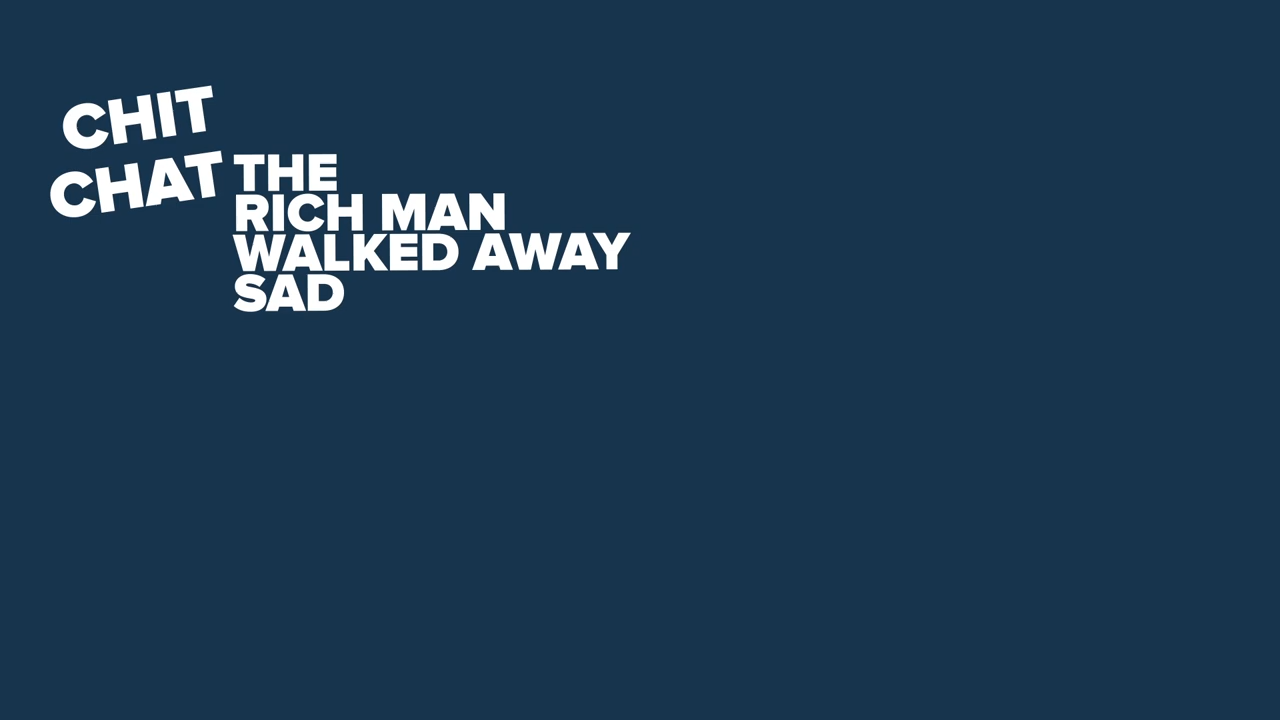 CHIT
CHAT
THE
RICH MAN
WALKED AWAY
SAD